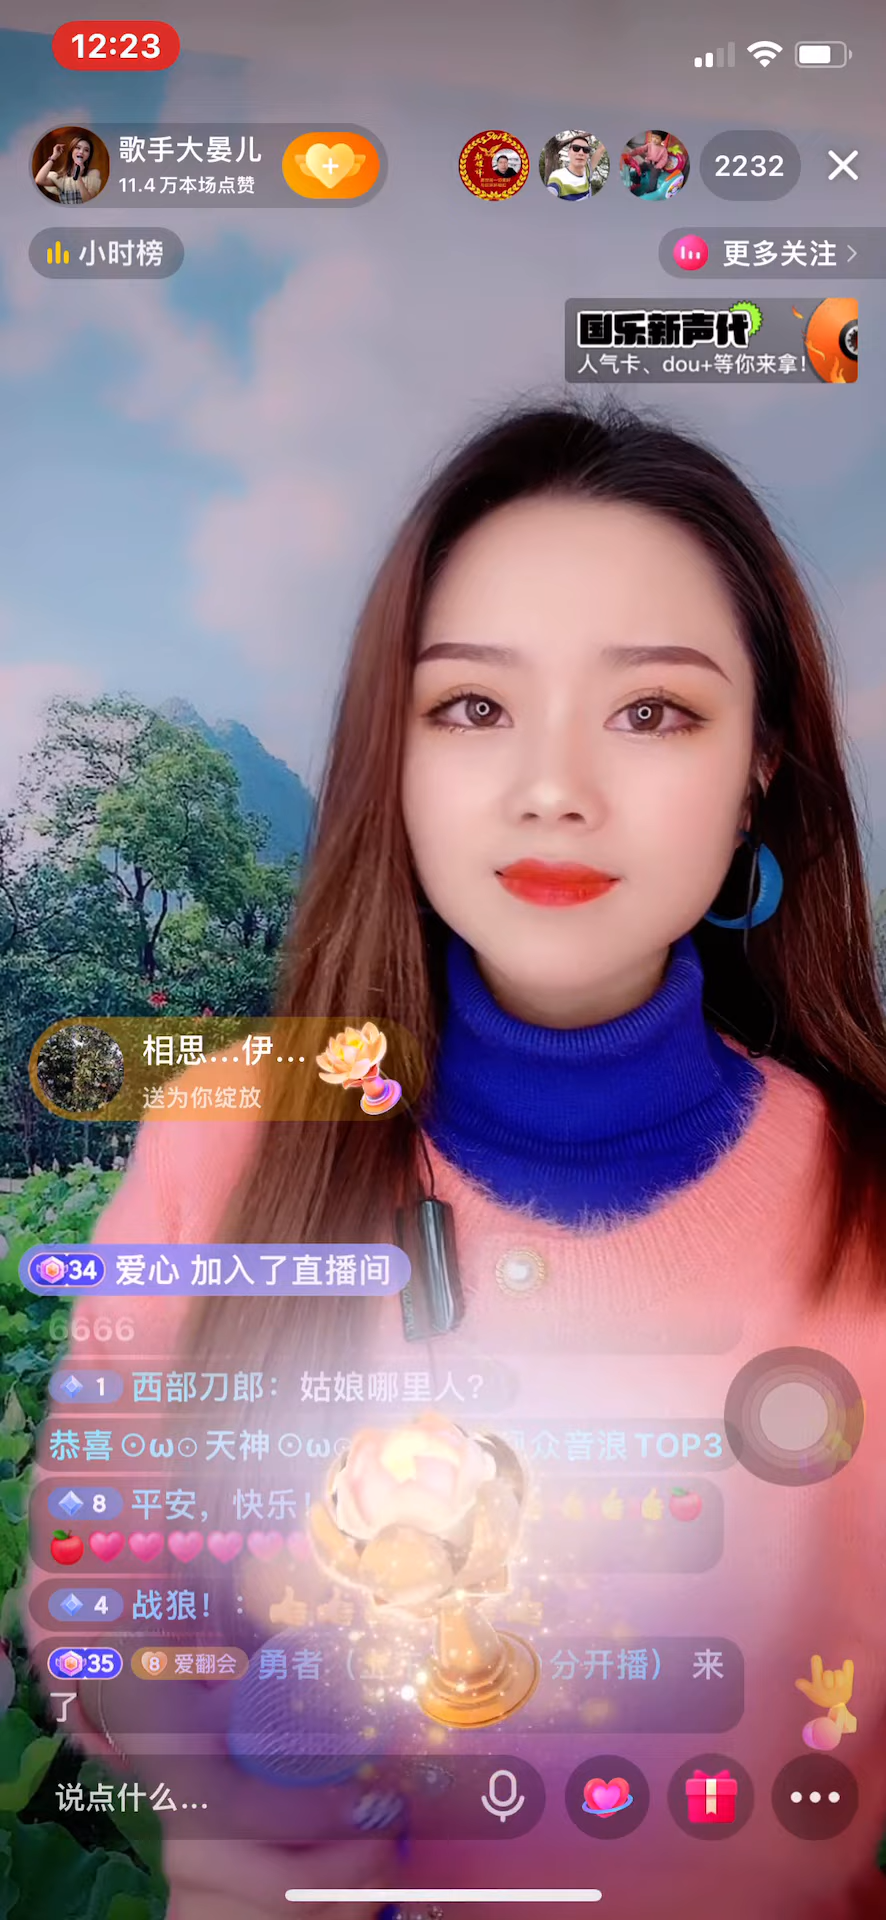 12:23
歌手大晏儿
11.4万本场点赞
2232
小时榜
更多关注
国乐新声代
人气卡、dou+等你来拿!
相思...伊...
送为你绽放
34 爱心 加入了直播间
6666
1 西部刀郎：姑娘哪里人?
恭喜⊙ω⊙天神⊙ω 众音浪TOP3
8 平安，快乐!
4 战狼！：
35 8 爱翻会 勇者（ 分开播） 来
了
说点什么...